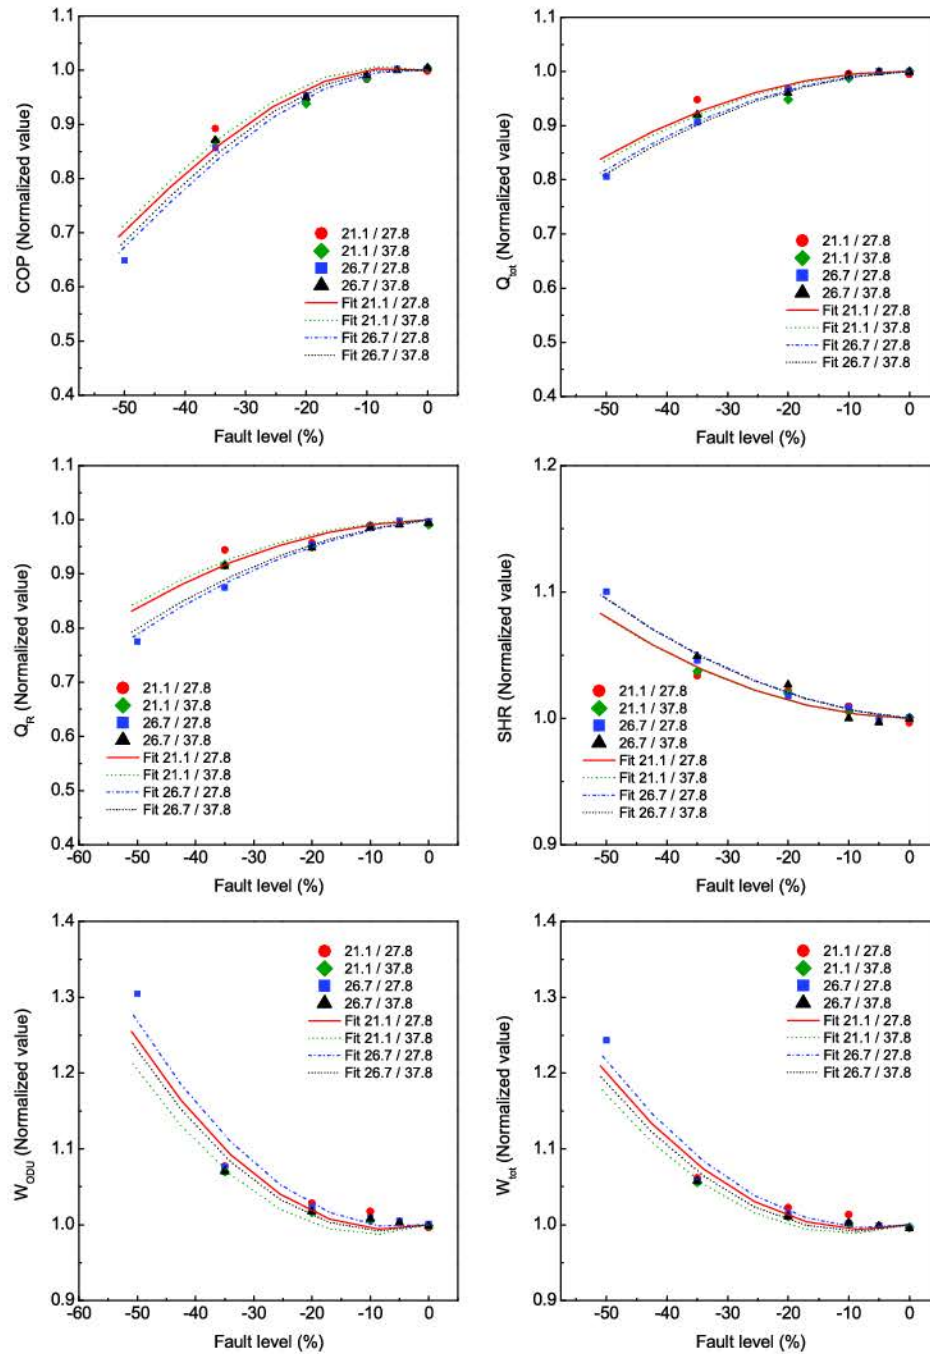 COP (Normalized value)
1.1
1.0
0.9
0.8
0.7
0.6
0.5
0.4
21.1 / 27.8
21.1 / 37.8
26.7 / 27.8
26.7 / 37.8
Fit 21.1 / 27.8
Fit 21.1 / 37.8
Fit 26.7 / 27.8
Fit 26.7 / 37.8
-50 -40 -30 -20 -10 0
Fault level (%)
Qtot (Normalized value)
1.1
1.0
0.9
0.8
0.7
0.6
0.5
0.4
21.1 / 27.8
21.1 / 37.8
26.7 / 27.8
26.7 / 37.8
Fit 21.1 / 27.8
Fit 21.1 / 37.8
Fit 26.7 / 27.8
Fit 26.7 / 37.8
-50 -40 -30 -20 -10 0
Fault level (%)
QR (Normalized value)
1.1
1.0
0.9
0.8
0.7
0.6
0.5
0.4
21.1 / 27.8
21.1 / 37.8
26.7 / 27.8
26.7 / 37.8
Fit 21.1 / 27.8
Fit 21.1 / 37.8
Fit 26.7 / 27.8
Fit 26.7 / 37.8
-60 -50 -40 -30 -20 -10 0
Fault level (%)
SHR (Normalized value)
1.2
1.1
1.0
0.9
21.1 / 27.8
21.1 / 37.8
26.7 / 27.8
26.7 / 37.8
Fit 21.1 / 27.8
Fit 21.1 / 37.8
Fit 26.7 / 27.8
Fit 26.7 / 37.8
-50 -40 -30 -20 -10 0
Fault level (%)
WODU (Normalized value)
1.4
1.3
1.2
1.1
1.0
0.9
21.1 / 27.8
21.1 / 37.8
26.7 / 27.8
26.7 / 37.8
Fit 21.1 / 27.8
Fit 21.1 / 37.8
Fit 26.7 / 27.8
Fit 26.7 / 37.8
-60 -50 -40 -30 -20 -10 0
Fault level (%)
Wtot (Normalized value)
1.4
1.3
1.2
1.1
1.0
0.9
21.1 / 27.8
21.1 / 37.8
26.7 / 27.8
26.7 / 37.8
Fit 21.1 / 27.8
Fit 21.1 / 37.8
Fit 26.7 / 27.8
Fit 26.7 / 37.8
-50 -40 -30 -20 -10 0
Fault level (%)